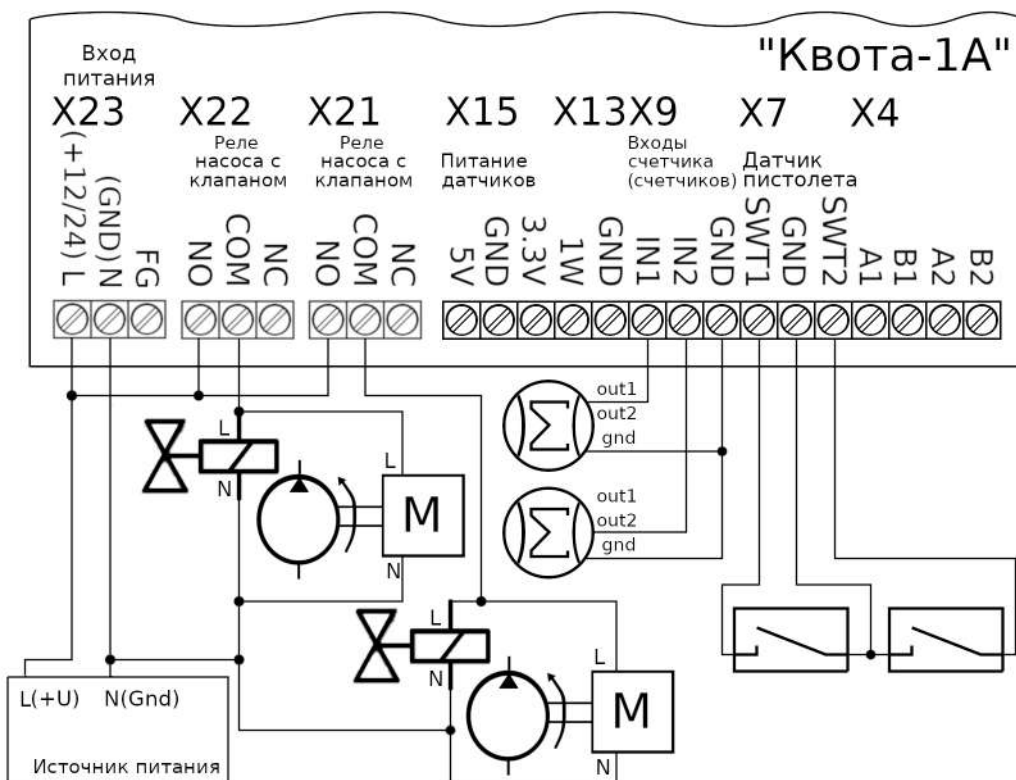 "Квота-1А"
Вход
питания
X23
X22
X21
X15
X13
X9
X7
X4
Реле
насоса с
клапаном
Реле
насоса с
клапаном
Питание
датчиков
Входы
счетчика
(счетчиков)
Датчик
пистолета
(+12/24) L
(GND) N
FG
NO
COM
NC
NO
COM
NC
5V
GND
3.3V
1W
GND
IN1
IN2
GND
SWT1
GND
SWT2
A1
B1
A2
B2
out1
out2
gnd
L
N
L
M
N
out1
out2
gnd
L
N
L
M
N
L(+U)
N(Gnd)
Источник питания